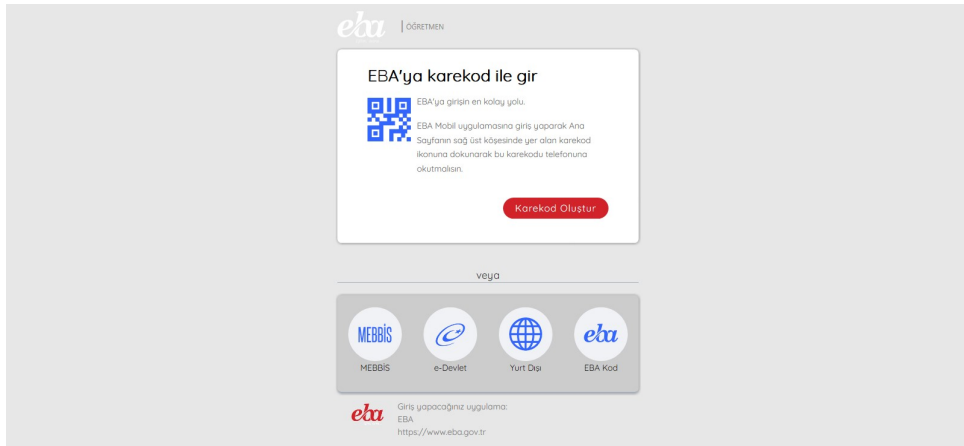 eba | ÖĞRETMEN
EBA'ya karekod ile gir
EBA'ya girişin en kolay yolu.
EBA Mobil uygulamasına giriş yaparak Ana
Sayfanın sağ üst köşesinde yer alan karekod
ikonuna dokunarak bu karekodu telefonuna
okutmalısın.
Karekod Oluştur
veya
MEBBİS
eba
MEBBİS
e-Devlet
Yurt Dışı
EBA Kod
eba
Giriş yapacağınız uygulama:
EBA
https://www.eba.gov.tr